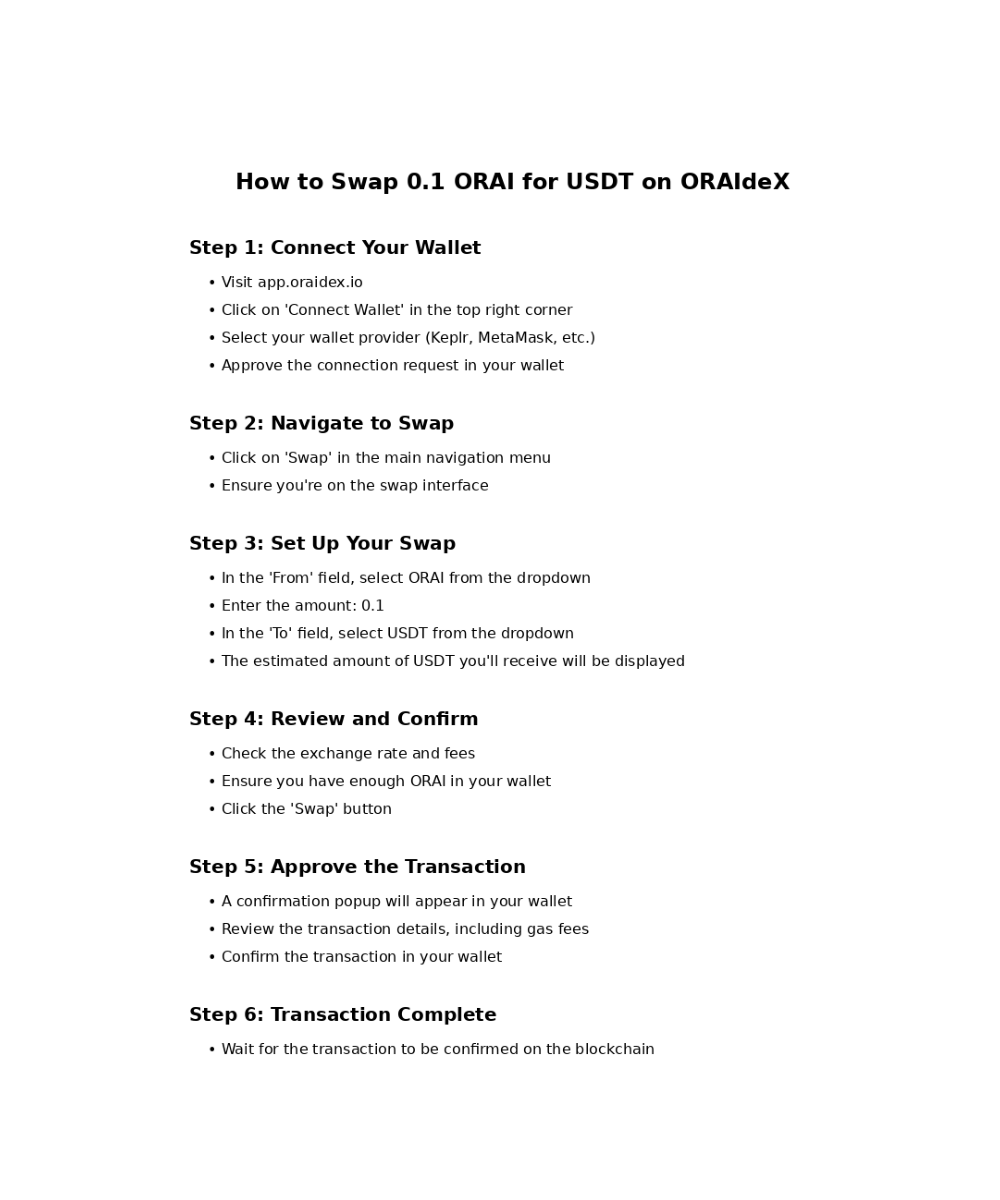 How to Swap 0.1 ORAI for USDT on ORAIdeX
Step 1: Connect Your Wallet
• Visit app.oraidex.io
• Click on 'Connect Wallet' in the top right corner
• Select your wallet provider (Keplr, MetaMask, etc.)
• Approve the connection request in your wallet
Step 2: Navigate to Swap
• Click on 'Swap' in the main navigation menu
• Ensure you're on the swap interface
Step 3: Set Up Your Swap
• In the 'From' field, select ORAI from the dropdown
• Enter the amount: 0.1
• In the 'To' field, select USDT from the dropdown
• The estimated amount of USDT you'll receive will be displayed
Step 4: Review and Confirm
• Check the exchange rate and fees
• Ensure you have enough ORAI in your wallet
• Click the 'Swap' button
Step 5: Approve the Transaction
• A confirmation popup will appear in your wallet
• Review the transaction details, including gas fees
• Confirm the transaction in your wallet
Step 6: Transaction Complete
• Wait for the transaction to be confirmed on the blockchain